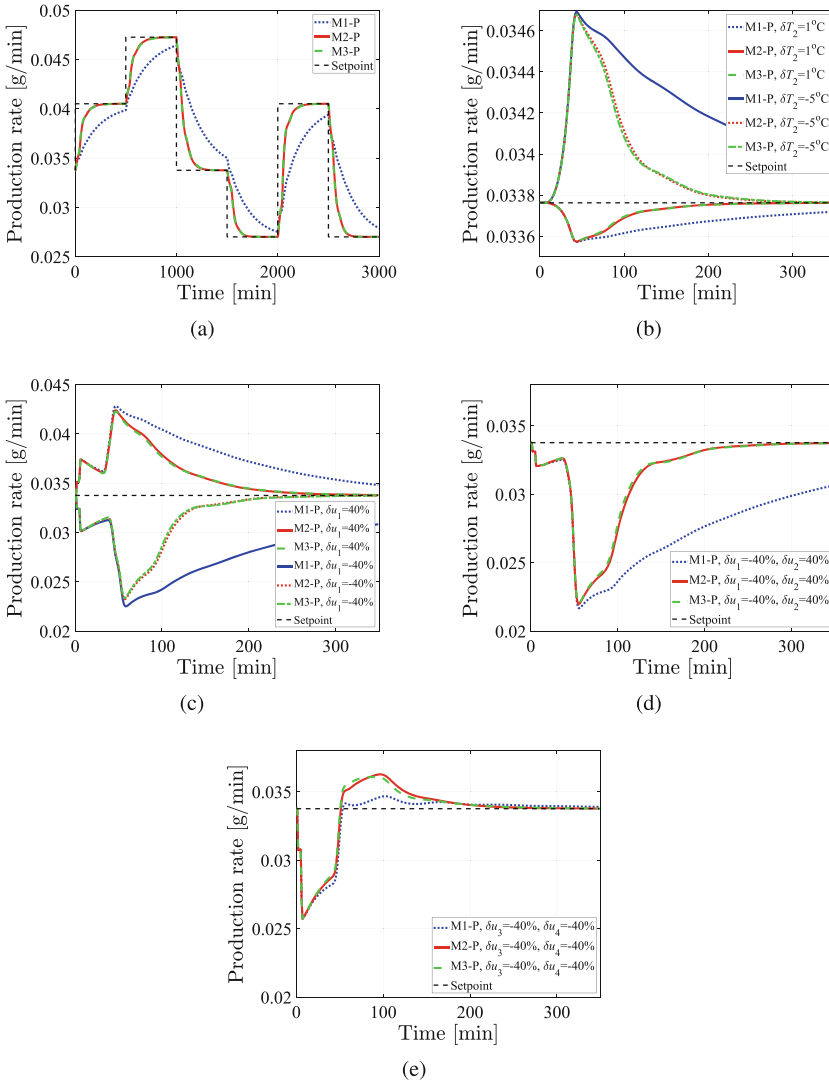 0.05
0.045
0.04
0.035
0.03
0.025
Production rate [g/min]
0
1000
2000
3000
Time [min]
M1-P
M2-P
M3-P
Setpoint
(a)
0.0346
0.0344
0.0342
0.034
0.0338
0.0336
Production rate [g/min]
0
100
200
300
Time [min]
M1-P, δT2=1°C
M2-P, δT2=1°C
M3-P, δT2=1°C
M1-P, δT2=-5°C
M2-P, δT2=-5°C
M3-P, δT2=-5°C
Setpoint
(b)
0.045
0.04
0.035
0.03
0.025
0.02
Production rate [g/min]
0
100
200
300
Time [min]
M1-P, δu1=40%
M2-P, δu1=40%
M3-P, δu1=40%
M1-P, δu1=-40%
M2-P, δu1=-40%
M3-P, δu1=-40%
Setpoint
(c)
0.035
0.03
0.025
0.02
Production rate [g/min]
0
100
200
300
Time [min]
M1-P, δu1=-40%, δu2=40%
M2-P, δu1=-40%, δu2=40%
M3-P, δu1=-40%, δu2=40%
Setpoint
(d)
0.035
0.03
0.025
0.02
Production rate [g/min]
0
100
200
300
Time [min]
M1-P, δu3=-40%, δu4=-40%
M2-P, δu3=-40%, δu4=-40%
M3-P, δu3=-40%, δu4=-40%
Setpoint
(e)